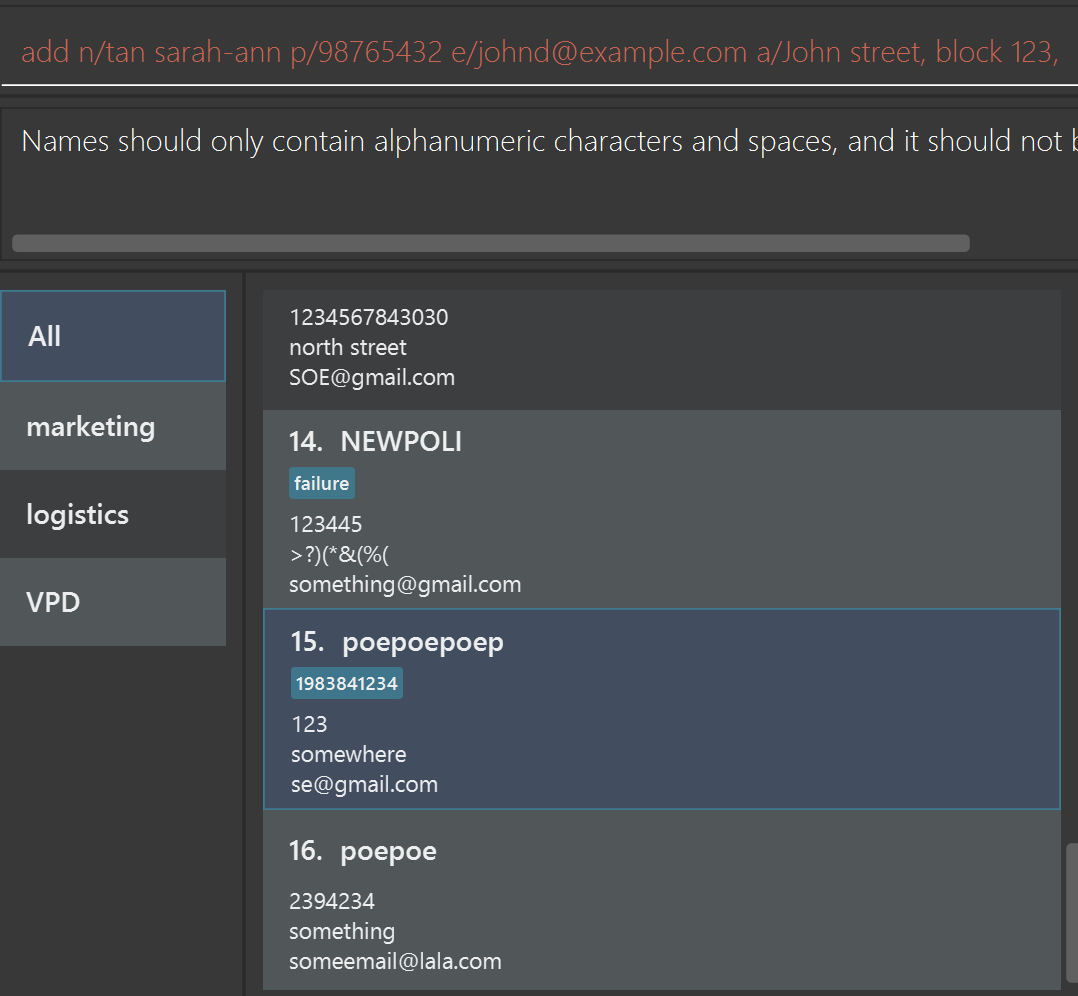 add n/tan sarah-ann p/98765432 e/johnd@example.com a/John street, block 123,
Names should only contain alphanumeric characters and spaces, and it should not
All
marketing
logistics
VPD
1234567843030
north street
SOE@gmail.com
14. NEWPOLI
failure
123445
>?)(*&(%(
something@gmail.com
15. poepoepoep
1983841234
123
somewhere
se@gmail.com
16. poepoe
2394234
something
someemail@lala.com